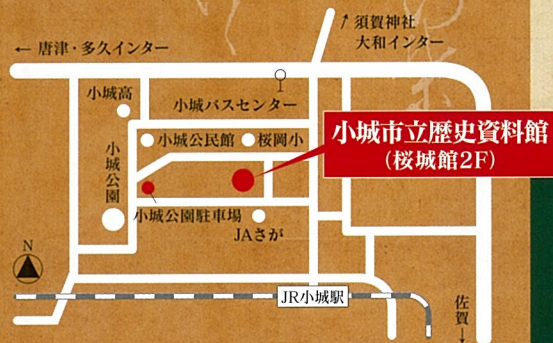 ↗須賀神社
大和インター
← 唐津・多久インター
小城高
小城バスセンター
小城公民館
桜岡小
小城市立歴史資料館
(桜城館2F)
小城公園
小城公園駐車場
JAさが
N
JR小城駅
佐賀
↓